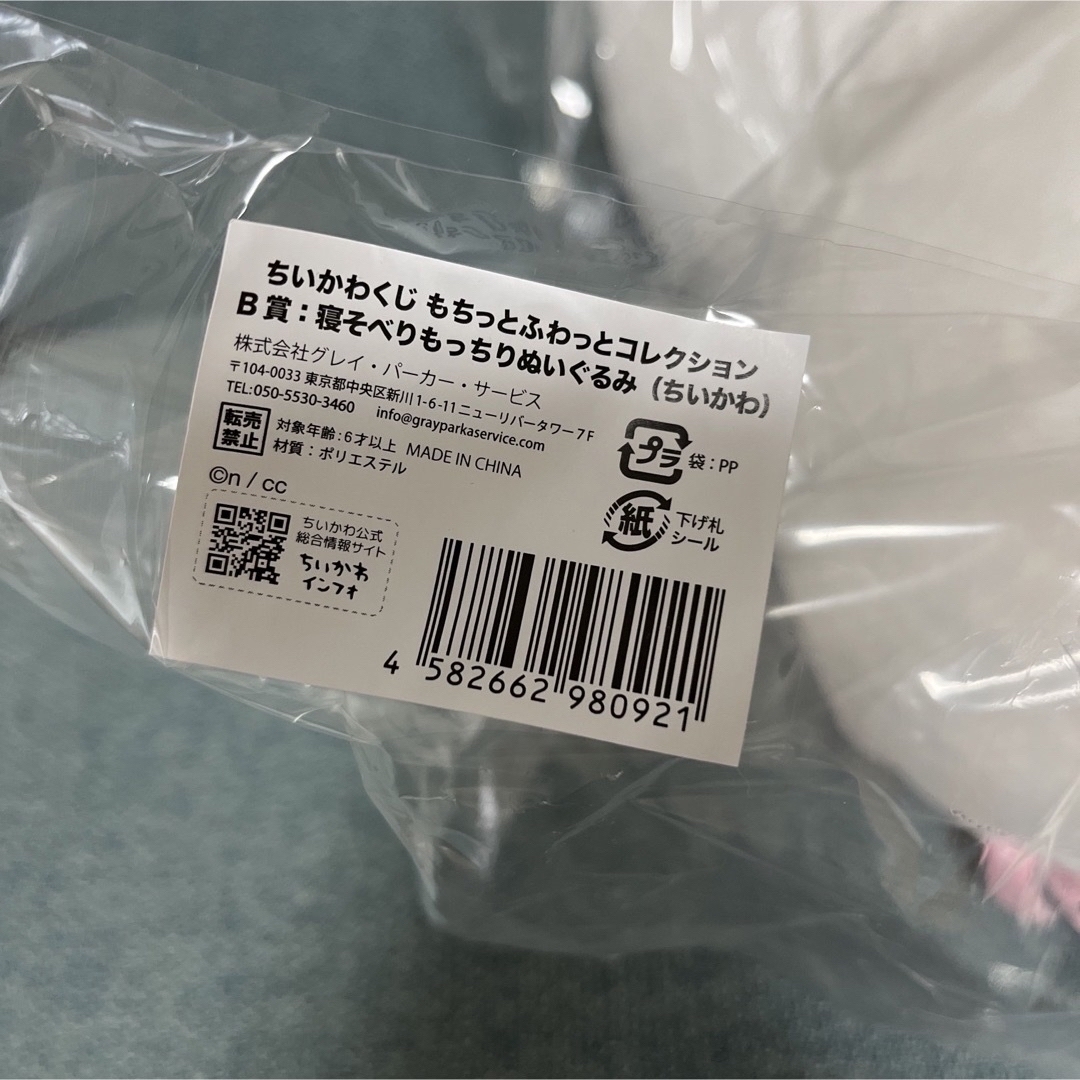 ちいかわくじ もちっとふわっとコレクション
B賞：寝そべりもっちりぬいぐるみ（ちいかわ）
株式会社グレイ・パーカー・サービス
〒104-0033 東京都中央区新川1-6-11ニューリバータワー7F
TEL:050-5530-3460 info@grayparkaservice.com
転売
禁止
対象年齢：6才以上 MADE IN CHINA
材質：ポリエステル
プラ 袋：PP
©n / cc
紙 下げ札
シール
ちいかわ公式
総合情報サイト
ちいかわ
インフォ
4 582662 980921